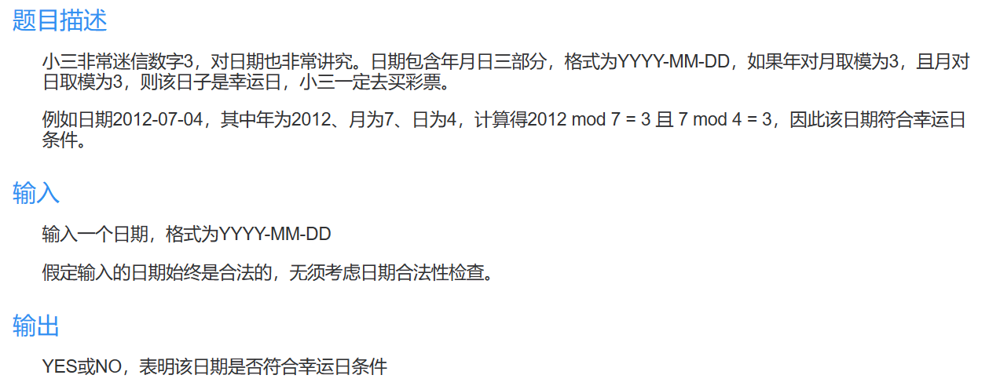 题目描述
小三非常迷信数字3，对日期也非常讲究。日期包含年月日三部分，格式为YYYY-MM-DD，如果年对月取模为3，且月对
日取模为3，则该日子是幸运日，小三一定去买彩票。
例如日期2012-07-04，其中年为2012、月为7、日为4，计算得2012 mod 7 = 3 且 7 mod 4 = 3，因此该日期符合幸运日
条件。
输入
输入一个日期，格式为YYYY-MM-DD
假定输入的日期始终是合法的，无须考虑日期合法性检查。
输出
YES或NO，表明该日期是否符合幸运日条件